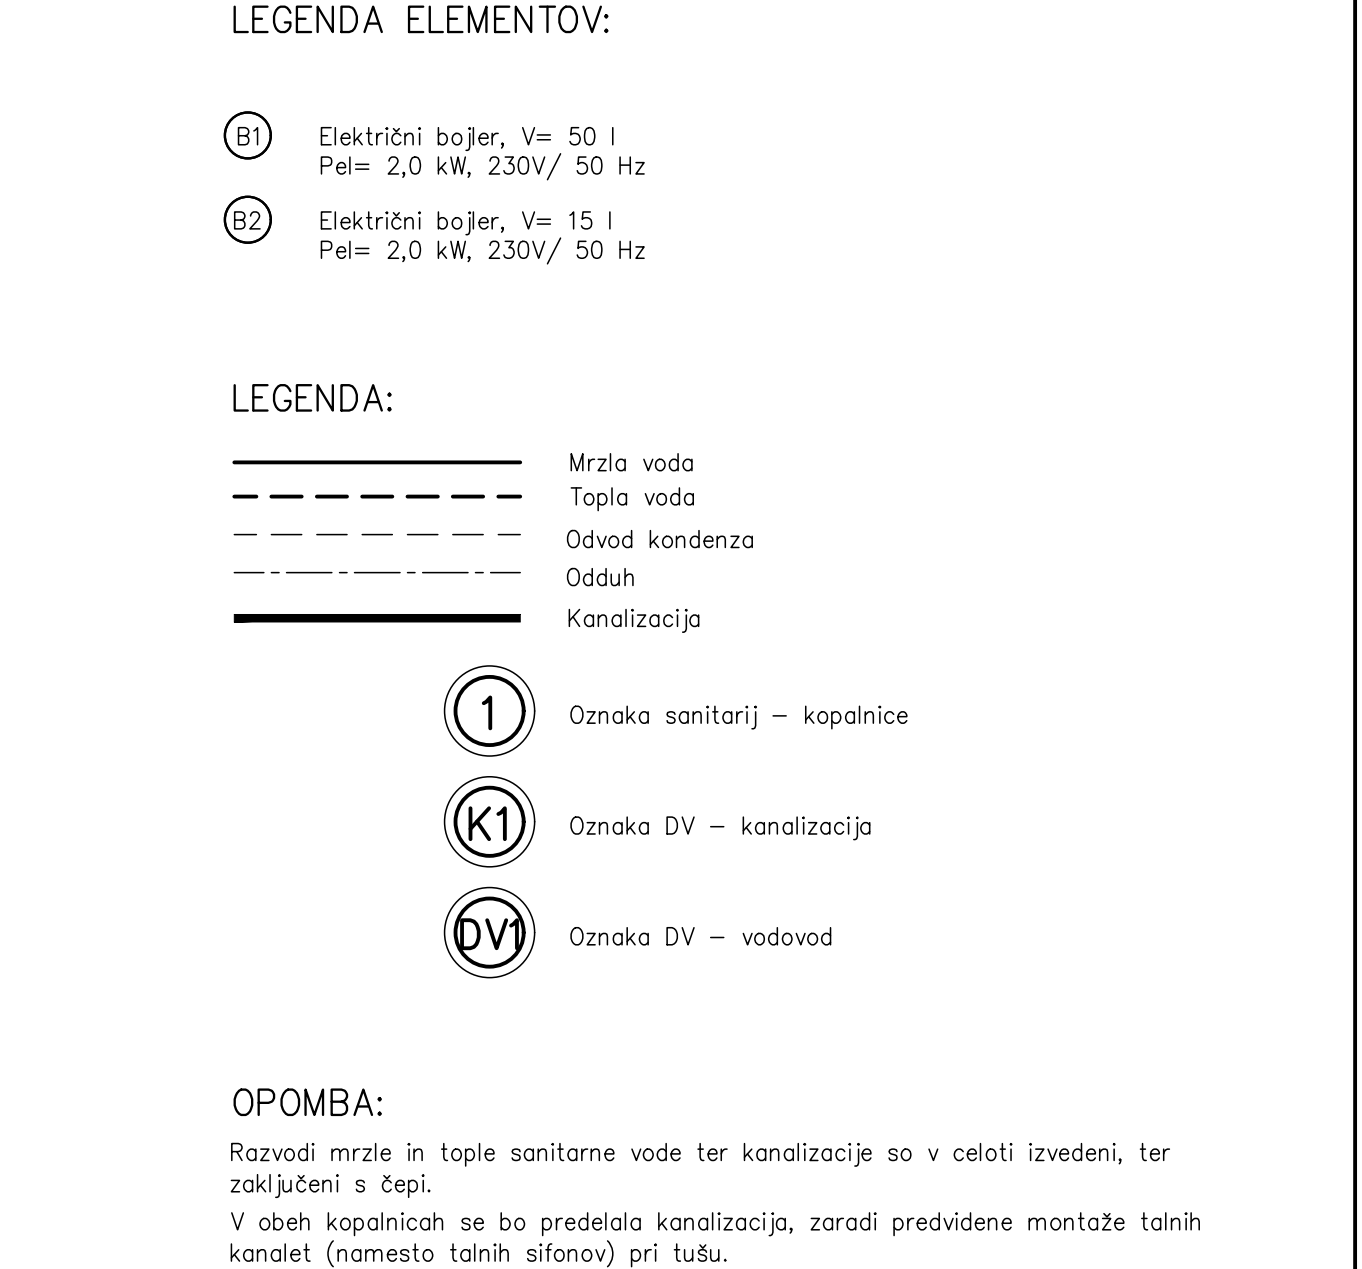 LEGENDA ELEMENTOV:
B1 Električni bojler, V= 50 l
Pel= 2,0 kW, 230V/ 50 Hz
B2 Električni bojler, V= 15 l
Pel= 2,0 kW, 230V/ 50 Hz
LEGENDA:
Mrzla voda
Topla voda
Odvod kondenza
Odduh
Kanalizacija
1 Oznaka sanitarij – kopalnice
K1 Oznaka DV – kanalizacija
DV1 Oznaka DV – vodovod
OPOMBA:
Razvodi mrzle in tople sanitarne vode ter kanalizacije so v celoti izvedeni, ter
zaključeni s čepi.
V obeh kopalnicah se bo predelala kanalizacija, zaradi predvidene montaže talnih
kanalet (namesto talnih sifonov) pri tušu.